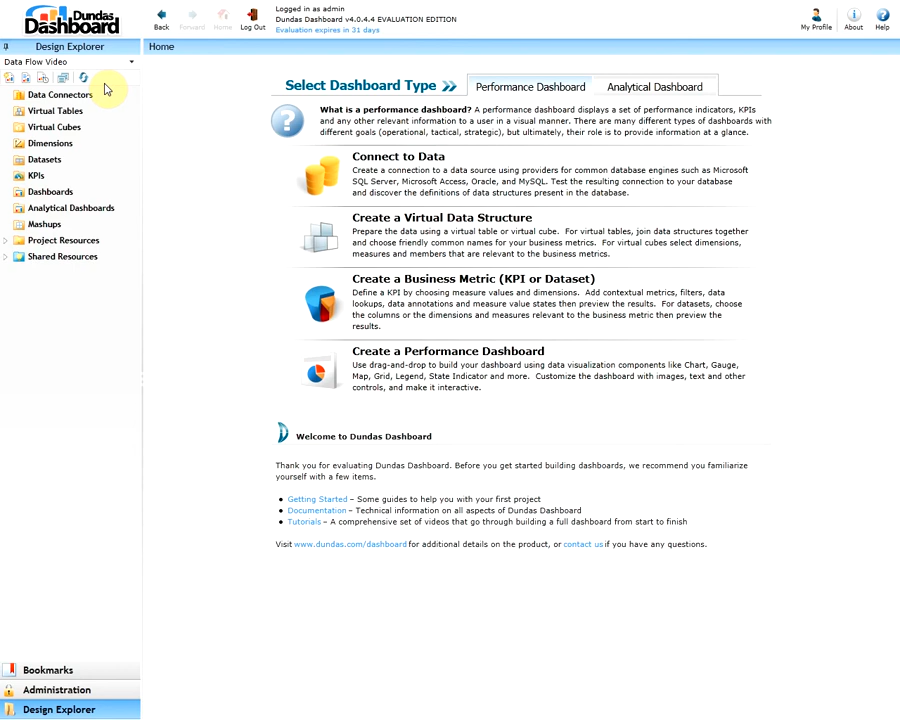 Dundas
Dashboard
Back
Forward
Home
Log Out
Logged in as admin
Dundas Dashboard v4.0.4.4 EVALUATION EDITION
Evaluation expires in 31 days
My Profile
About
Help
Design Explorer
Home
Data Flow Video
Data Connectors
Virtual Tables
Virtual Cubes
Dimensions
Datasets
KPIs
Dashboards
Analytical Dashboards
Mashups
Project Resources
Shared Resources
Select Dashboard Type
Performance Dashboard
Analytical Dashboard
What is a performance dashboard? A performance dashboard displays a set of performance indicators, KPIs
and any other relevant information to a user in a visual manner. There are many different types of dashboards with
different goals (operational, tactical, strategic), but ultimately, their role is to provide information at a glance.
Connect to Data
Create a connection to a data source using providers for common database engines such as Microsoft
SQL Server, Microsoft Access, Oracle, and MySQL. Test the resulting connection to your database
and discover the definitions of data structures present in the database.
Create a Virtual Data Structure
Prepare the data using a virtual table or virtual cube. For virtual tables, join data structures together
and choose friendly common names for your business metrics. For virtual cubes select dimensions,
measures and members that are relevant to the business metrics.
Create a Business Metric (KPI or Dataset)
Define a KPI by choosing measure values and dimensions. Add contextual metrics, filters, data
lookups, data annotations and measure value states then preview the results. For datasets, choose
the columns or the dimensions and measures relevant to the business metric then preview the
results.
Create a Performance Dashboard
Use drag-and-drop to build your dashboard using data visualization components like Chart, Gauge,
Map, Grid, Legend, State Indicator and more. Customize the dashboard with images, text and other
controls, and make it interactive.
Welcome to Dundas Dashboard
Thank you for evaluating Dundas Dashboard. Before you get started building dashboards, we recommend you familiarize
yourself with a few items.
• Getting Started – Some guides to help you with your first project
• Documentation – Technical information on all aspects of Dundas Dashboard
• Tutorials – A comprehensive set of videos that go through building a full dashboard from start to finish
Visit www.dundas.com/dashboard for additional details on the product, or contact us if you have any questions.
Bookmarks
Administration
Design Explorer